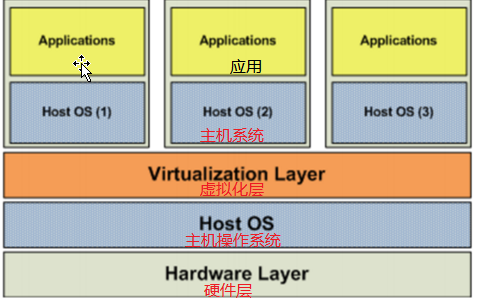 Applications
Applications
Applications
应用
Host OS (1)
Host OS (2)
Host OS (3)
主机系统
Virtualization Layer
虚拟化层
Host OS
主机操作系统
Hardware Layer
硬件层